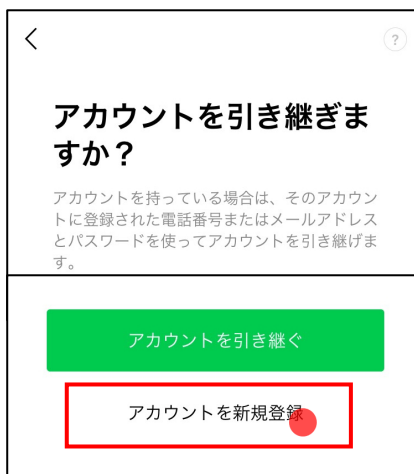 ?
アカウントを引き継ぎま
すか？
アカウントを持っている場合は、そのアカウン
トに登録された電話番号またはメールアドレス
とパスワードを使ってアカウントを引き継げま
す。
アカウントを引き継ぐ
アカウントを新規登録